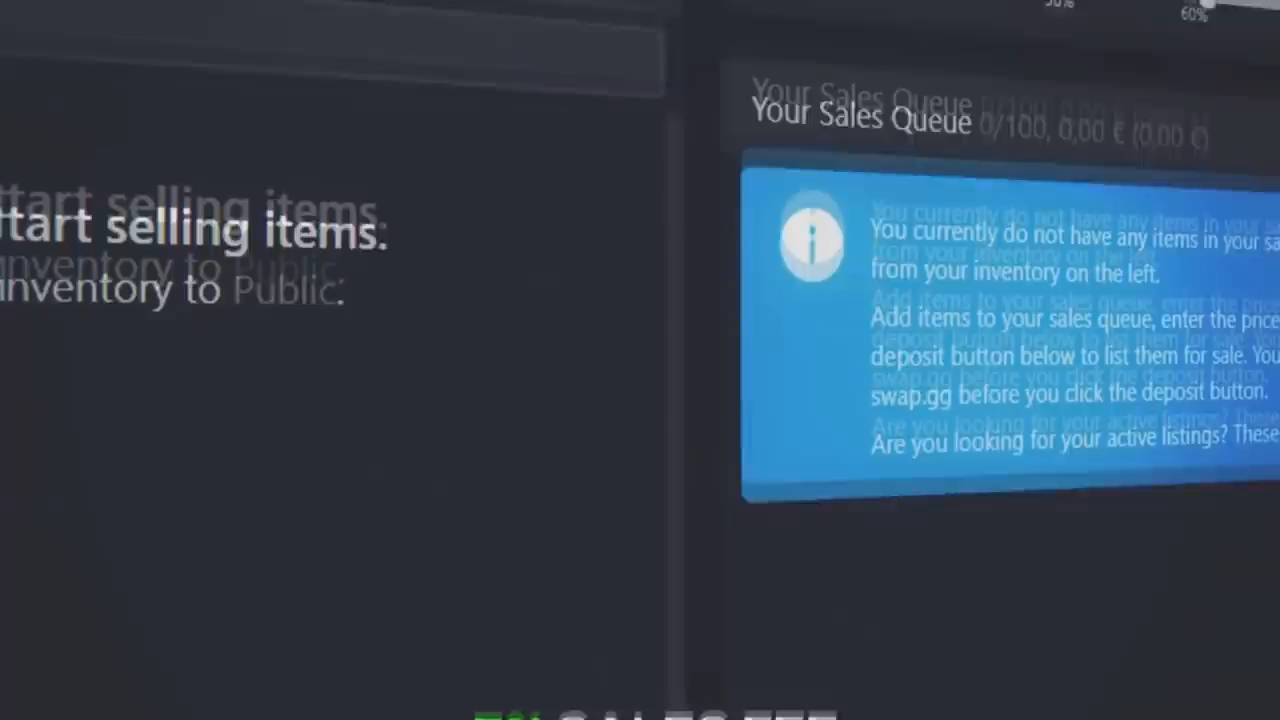 60%
Your Sales Queue 0/100, 0,00 € (0,00 €)
selling items.
inventory to Public.
You currently do not have any items in your
from your inventory on the left.
Add items to your sales queue, enter the price
deposit button below to list them for sale. You
swap.gg before you click the deposit button.
Are you looking for your active listings? These